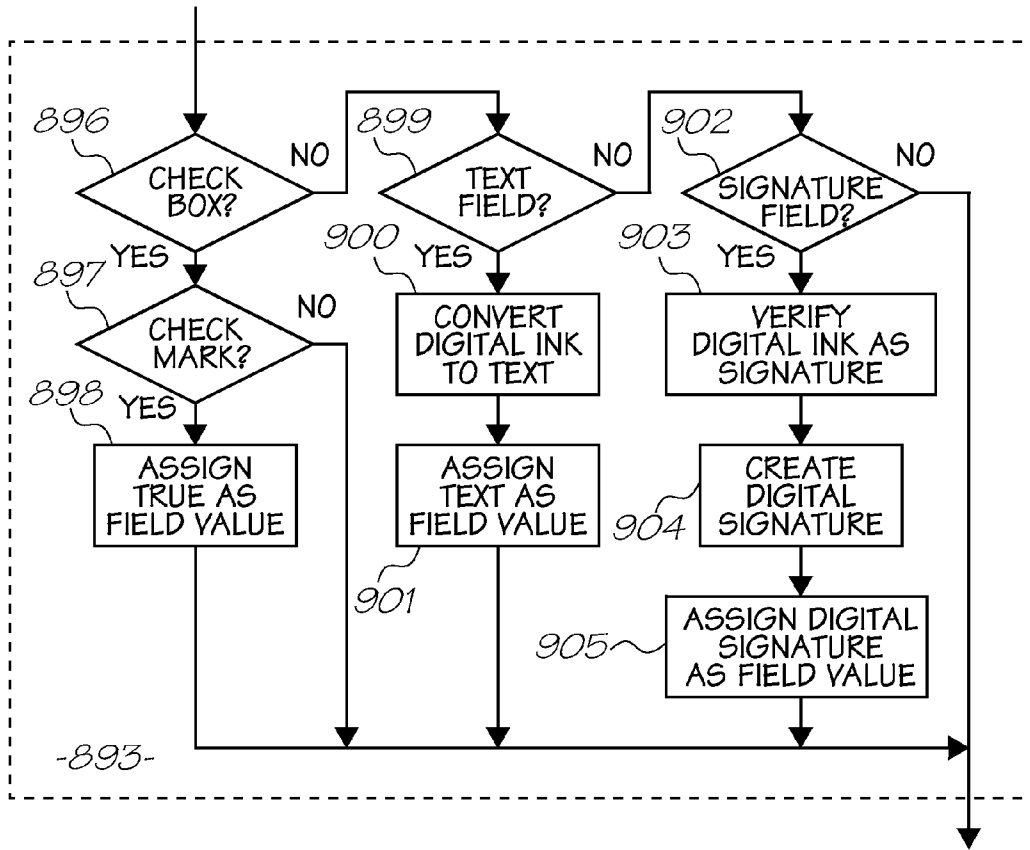 896
CHECK
BOX?
NO
YES
897
CHECK
MARK?
NO
YES
898
ASSIGN
TRUE AS
FIELD VALUE
899
TEXT
FIELD?
NO
YES
900
CONVERT
DIGITAL INK
TO TEXT
ASSIGN
TEXT AS
FIELD VALUE
901
902
SIGNATURE
FIELD?
NO
YES
903
VERIFY
DIGITAL INK AS
SIGNATURE
CREATE
DIGITAL
SIGNATURE
904
ASSIGN DIGITAL
SIGNATURE
AS FIELD VALUE
905
-893-